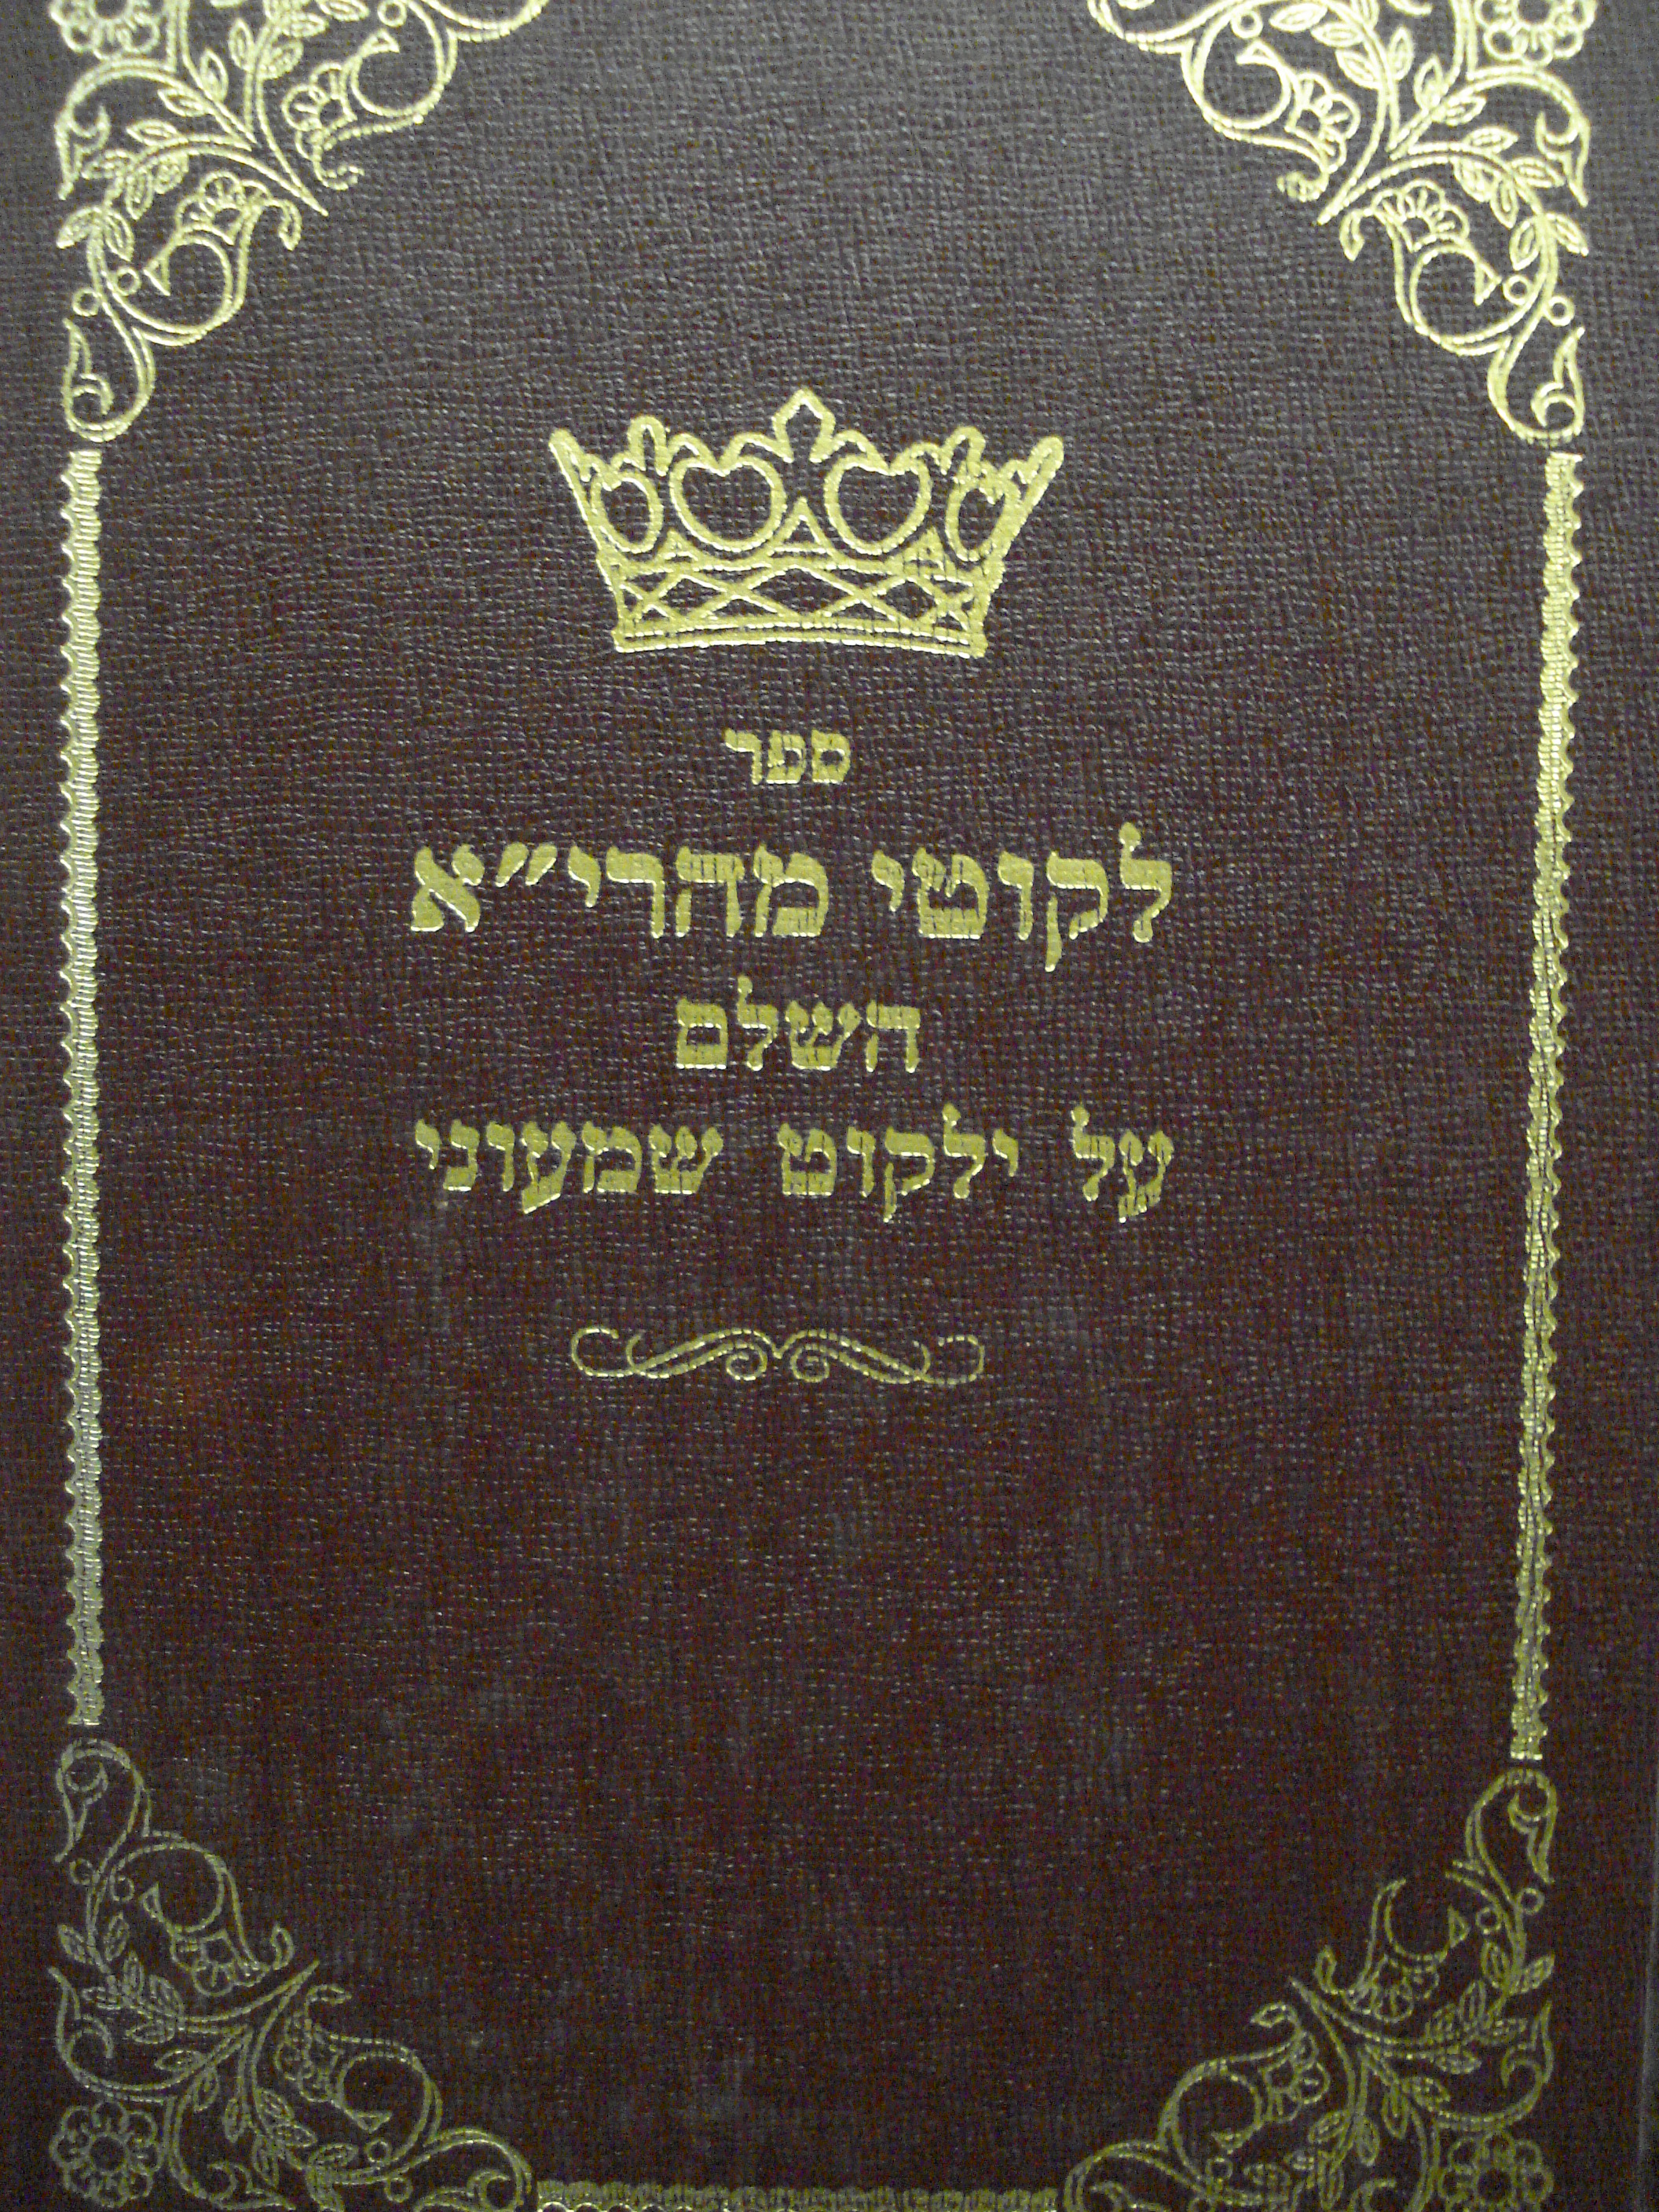 ספר
לקוטי מהרי״א
השלם
על ילקוט שמעוני